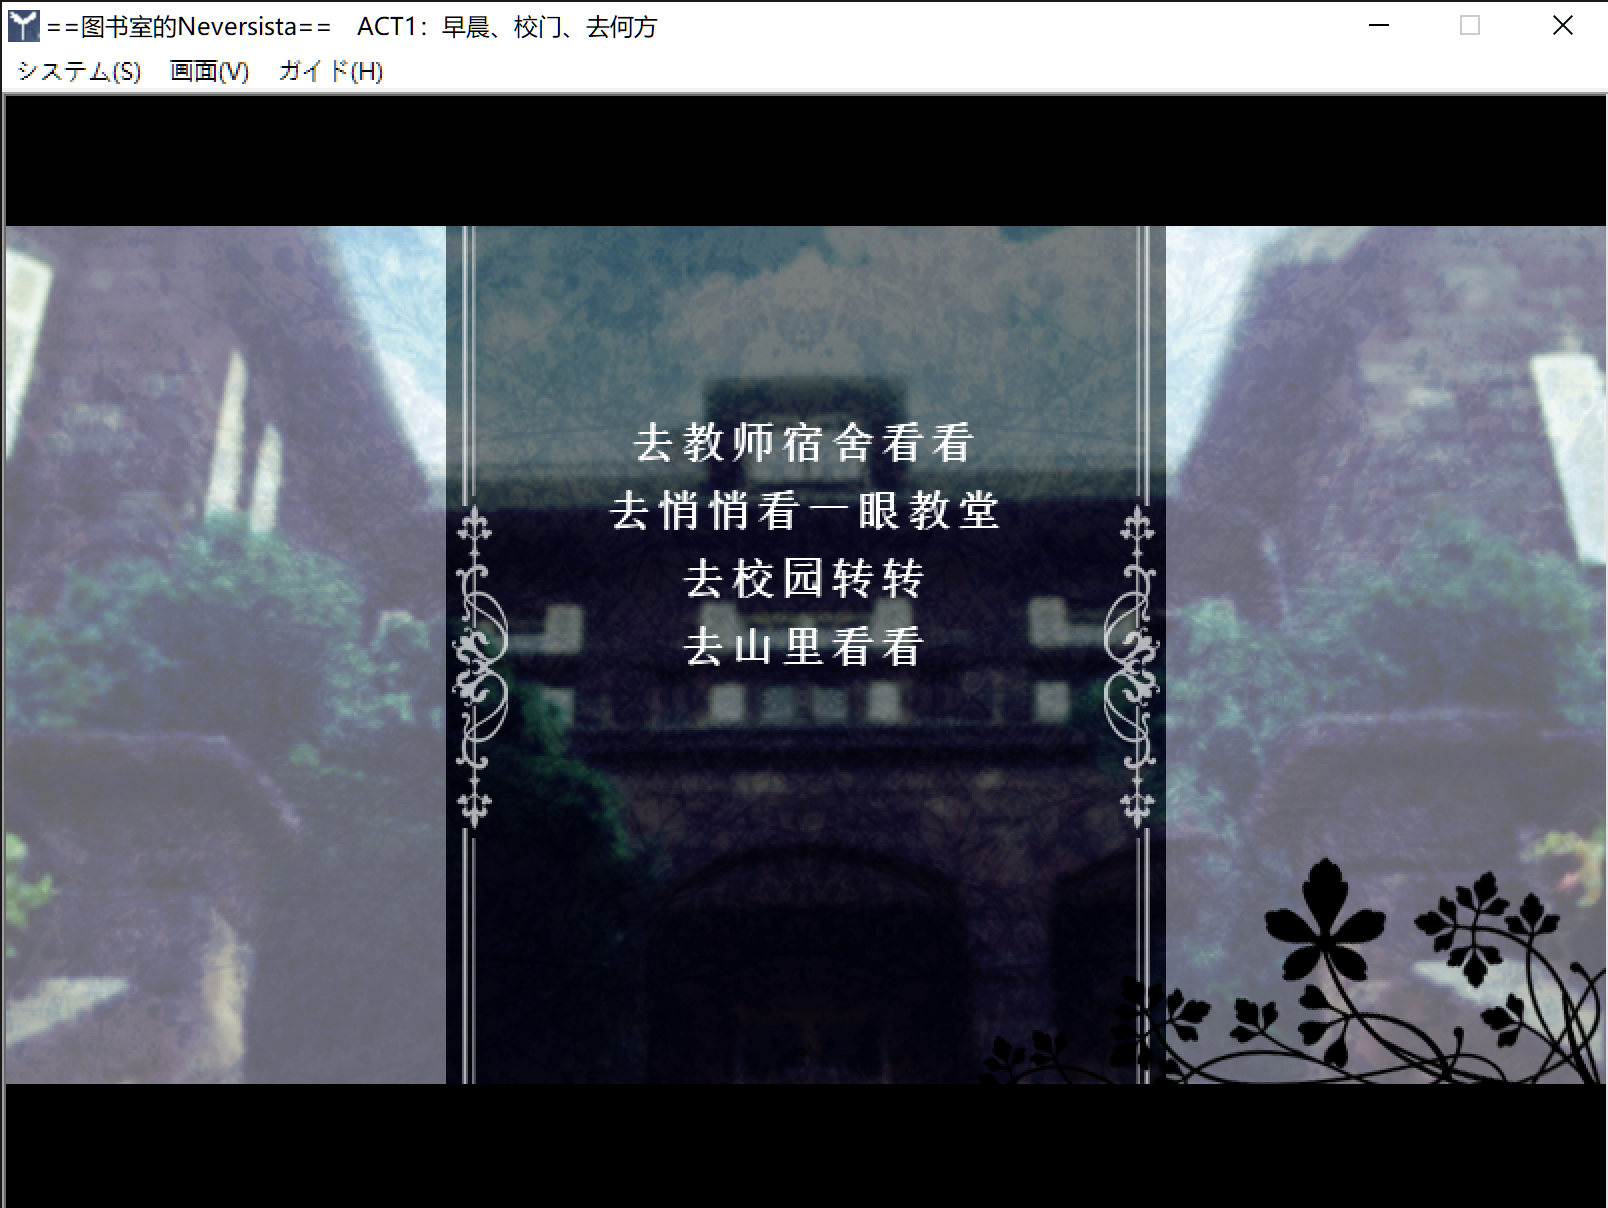 ==图书室的Neversista==　ACT1：早晨、校门、去何方
システム(S)　画面(V)　ガイド(H)
去教师宿舍看看
去悄悄看一眼教堂
去校园转转
去山里看看